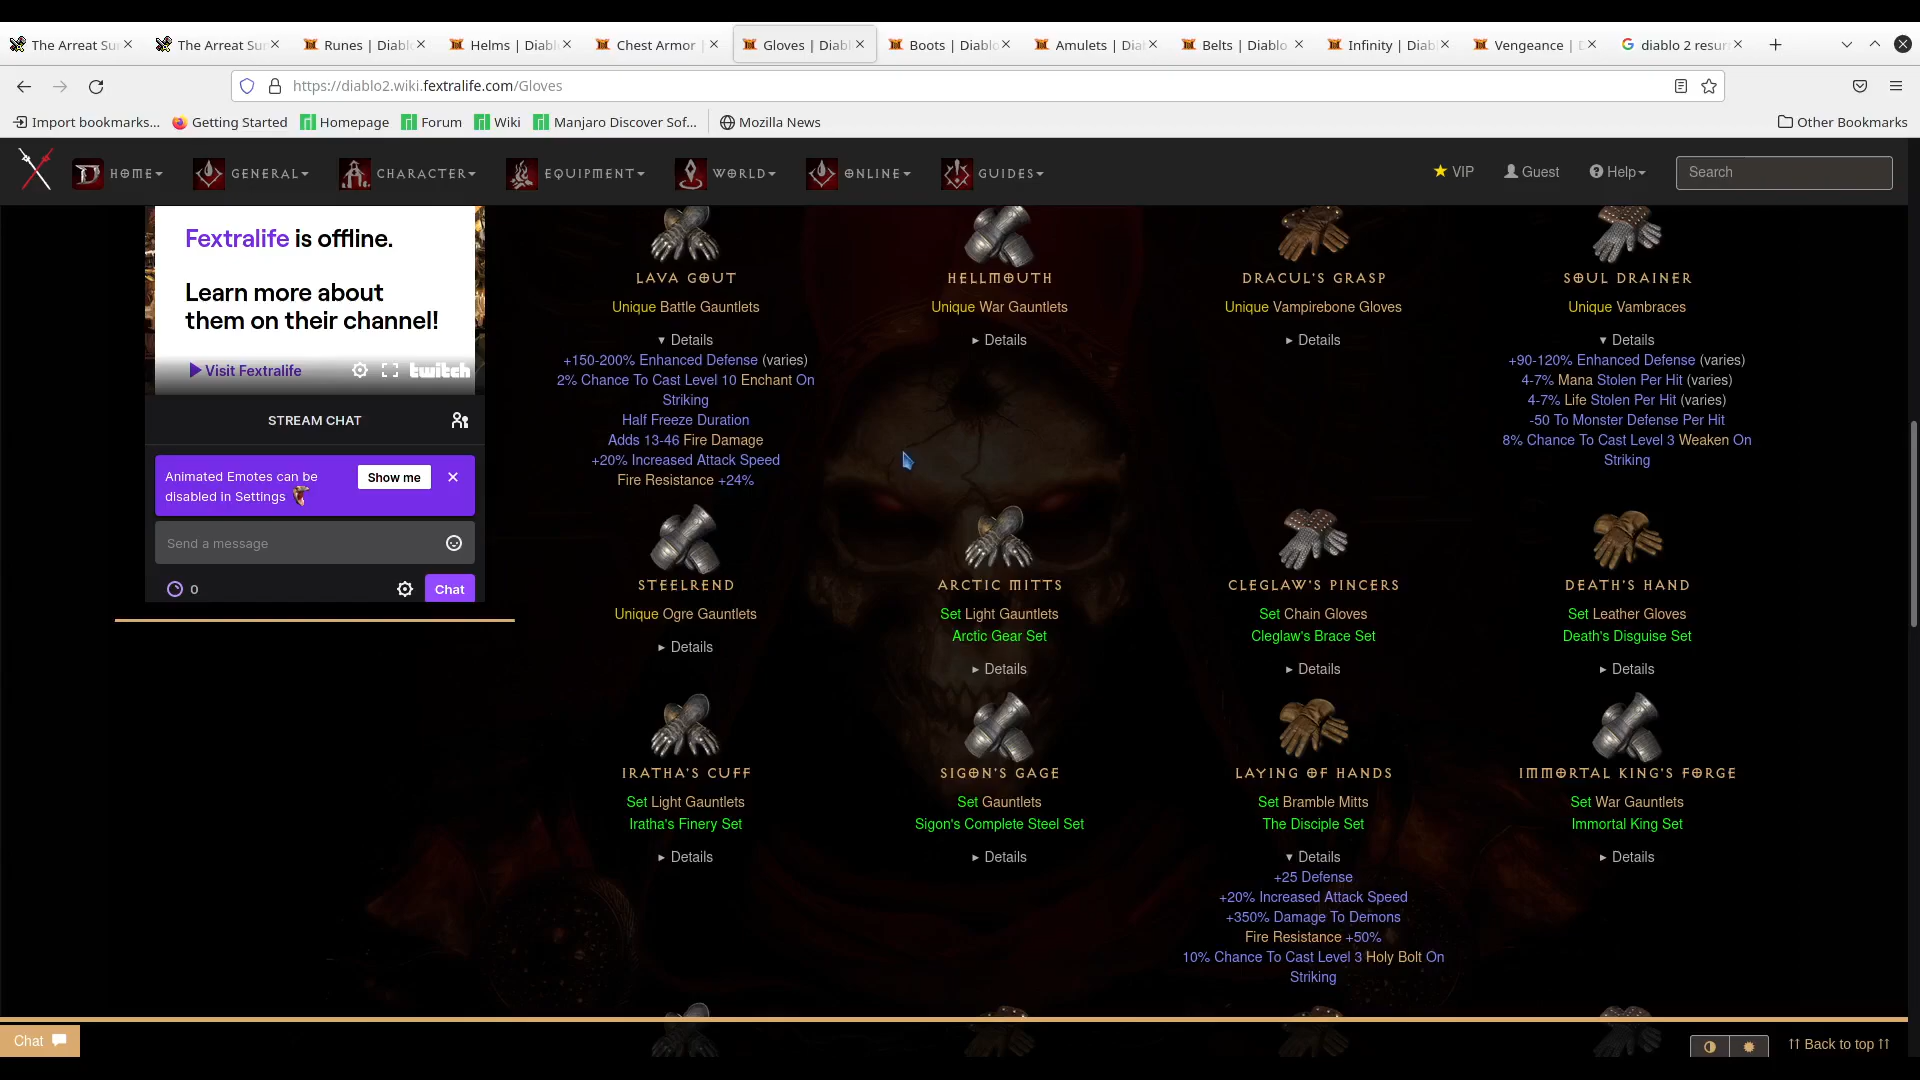 The Arreat Su
The Arreat Su
Runes | Diabl
Helms | Diabl
Chest Armor |
Gloves | Diabl
Boots | Diablo
Amulets | Dia
Belts | Diablo
Infinity | Diab
Vengeance | D
diablo 2 resur
https://diablo2.wiki.fextralife.com/Gloves
Import bookmarks...
Getting Started
Homepage
Forum
Wiki
Manjaro Discover Sof...
Mozilla News
Other Bookmarks
HOME
GENERAL
CHARACTER
EQUIPMENT
WORLD
ONLINE
GUIDES
VIP
Guest
Help
Search
Fextralife is offline.
Learn more about
them on their channel!
Visit Fextralife
twitch
STREAM CHAT
Animated Emotes can be
disabled in Settings
Show me
Send a message
0
Chat
LAVA GOUT
Unique Battle Gauntlets
Details
+150-200% Enhanced Defense (varies)
2% Chance To Cast Level 10 Enchant On
Striking
Half Freeze Duration
Adds 13-46 Fire Damage
+20% Increased Attack Speed
Fire Resistance +24%
HELLMOUTH
Unique War Gauntlets
Details
DRACUL'S GRASP
Unique Vampirebone Gloves
Details
SOUL DRAINER
Unique Vambraces
Details
+90-120% Enhanced Defense (varies)
4-7% Mana Stolen Per Hit (varies)
4-7% Life Stolen Per Hit (varies)
-50 To Monster Defense Per Hit
8% Chance To Cast Level 3 Weaken On
Striking
STEELREND
Unique Ogre Gauntlets
Details
ARCTIC MITTS
Set Light Gauntlets
Arctic Gear Set
Details
CLEGLAW'S PINCERS
Set Chain Gloves
Cleglaw's Brace Set
Details
DEATH'S HAND
Set Leather Gloves
Death's Disguise Set
Details
IRATHA'S CUFF
Set Light Gauntlets
Iratha's Finery Set
Details
SIGON'S GAGE
Set Gauntlets
Sigon's Complete Steel Set
Details
LAYING OF HANDS
Set Bramble Mitts
The Disciple Set
Details
+25 Defense
+20% Increased Attack Speed
+350% Damage To Demons
Fire Resistance +50%
10% Chance To Cast Level 3 Holy Bolt On
Striking
IMMORTAL KING'S FORGE
Set War Gauntlets
Immortal King Set
Details
Chat
Back to top